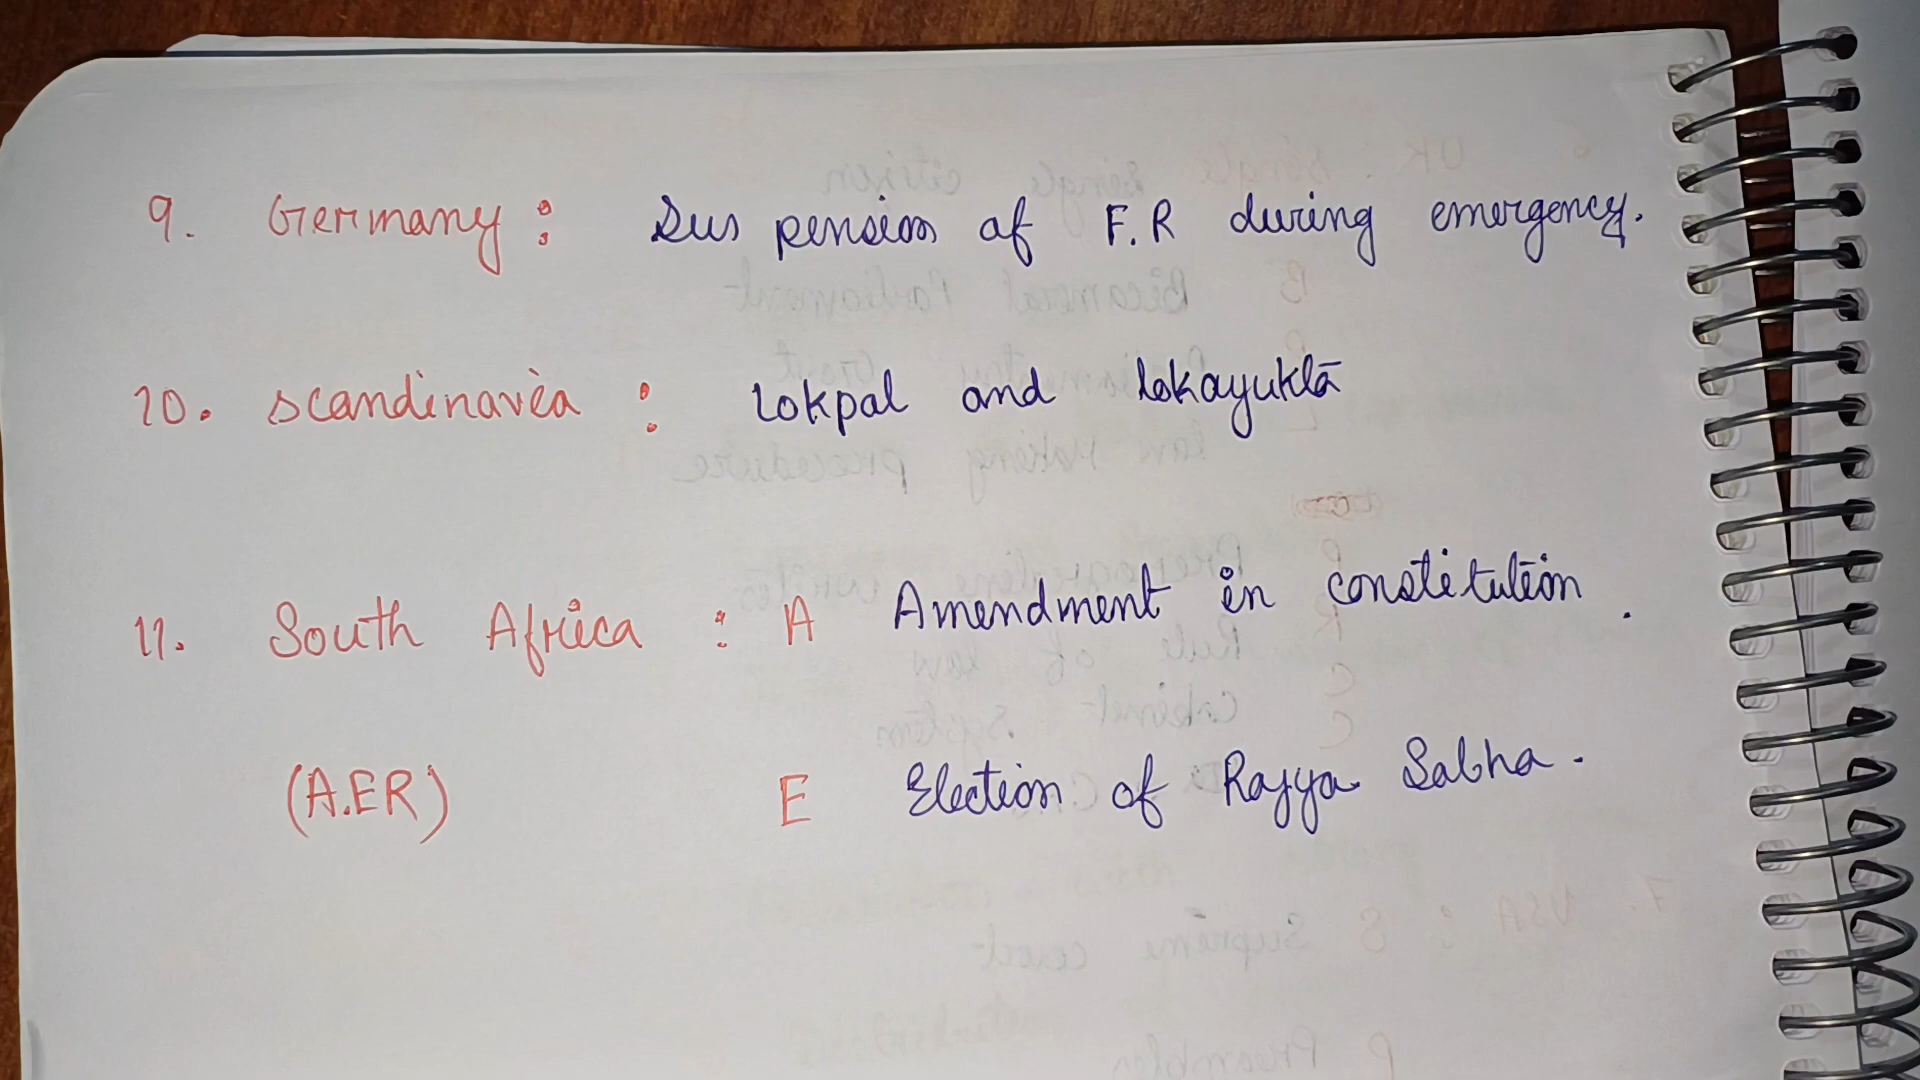 9. Germany : Suspension of F.R during emergency.
10. Scandinavia : Lokpal and lokayukta
11. South Africa : A Amendment in constitution.
(A.ER) E Election of Rajya Sabha.